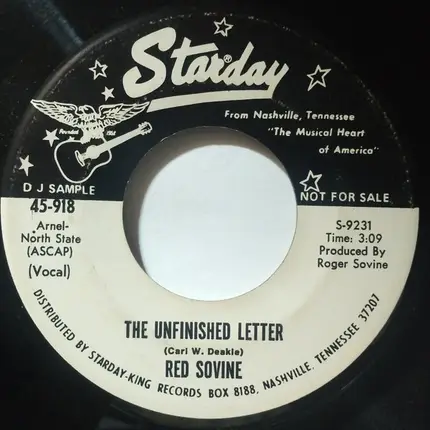 Starday®
From Nashville, Tennessee
"The Musical Heart
of America"
Founded 1952
D J SAMPLE
NOT FOR SALE
45-918
Arnel-
North State
(ASCAP)
(Vocal)
S-9231
Time: 3:09
Produced By
Roger Sovine
THE UNFINISHED LETTER
(Carl W. Deakle)
RED SOVINE
DISTRIBUTED BY STARDAY-KING RECORDS BOX 8188, NASHVILLE, TENNESSEE 37207